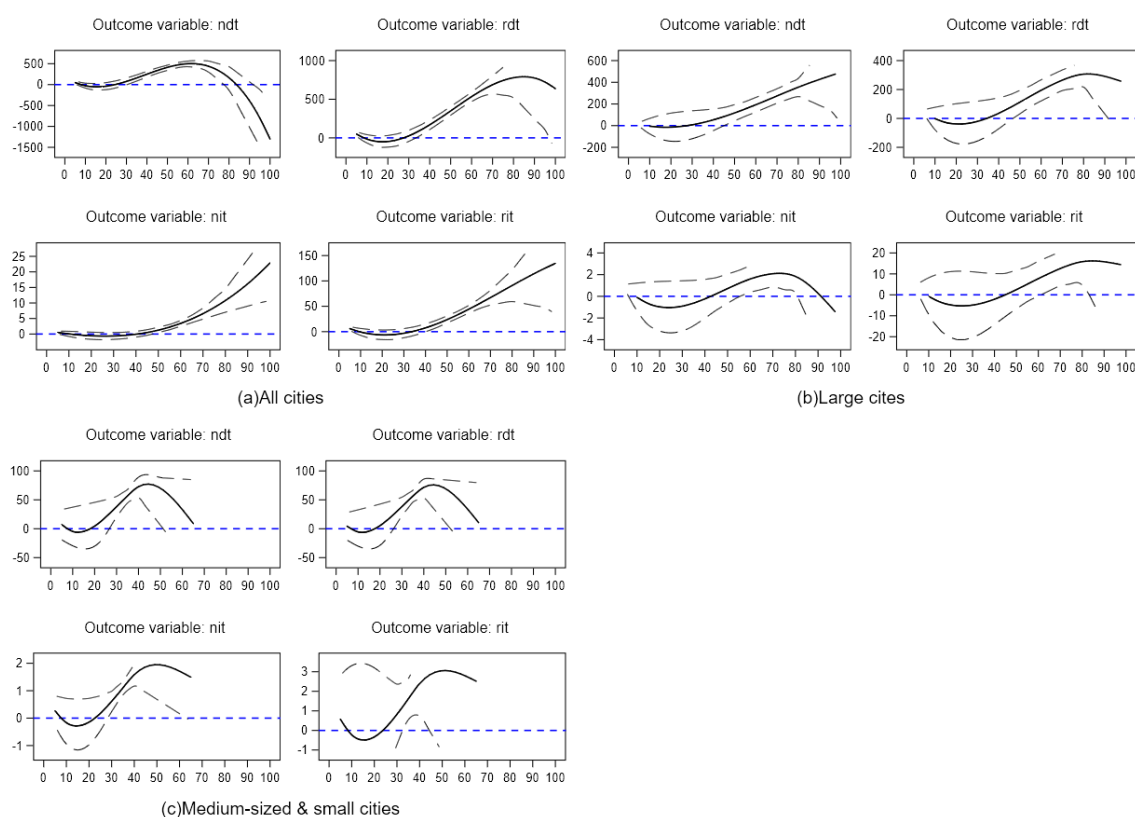 Outcome variable: ndt
500
0
-500
-1000
-1500
0 10 20 30 40 50 60 70 80 90 100
Outcome variable: rdt
1000
500
0
0 10 20 30 40 50 60 70 80 90 100
Outcome variable: nit
25
20
15
10
5
0
0 10 20 30 40 50 60 70 80 90 100
Outcome variable: rit
150
100
50
0
0 10 20 30 40 50 60 70 80 90 100
(a)All cities
Outcome variable: ndt
600
400
200
0
-200
0 10 20 30 40 50 60 70 80 90 100
Outcome variable: rdt
400
200
0
-200
0 10 20 30 40 50 60 70 80 90 100
Outcome variable: nit
4
2
0
-2
-4
0 10 20 30 40 50 60 70 80 90 100
Outcome variable: rit
20
10
0
-10
-20
0 10 20 30 40 50 60 70 80 90 100
(b)Large cites
Outcome variable: ndt
100
50
0
-50
0 10 20 30 40 50 60 70 80 90 100
Outcome variable: rdt
100
50
0
-50
0 10 20 30 40 50 60 70 80 90 100
Outcome variable: nit
2
1
0
-1
0 10 20 30 40 50 60 70 80 90 100
Outcome variable: rit
3
2
1
0
-1
0 10 20 30 40 50 60 70 80 90 100
(c)Medium-sized & small cities